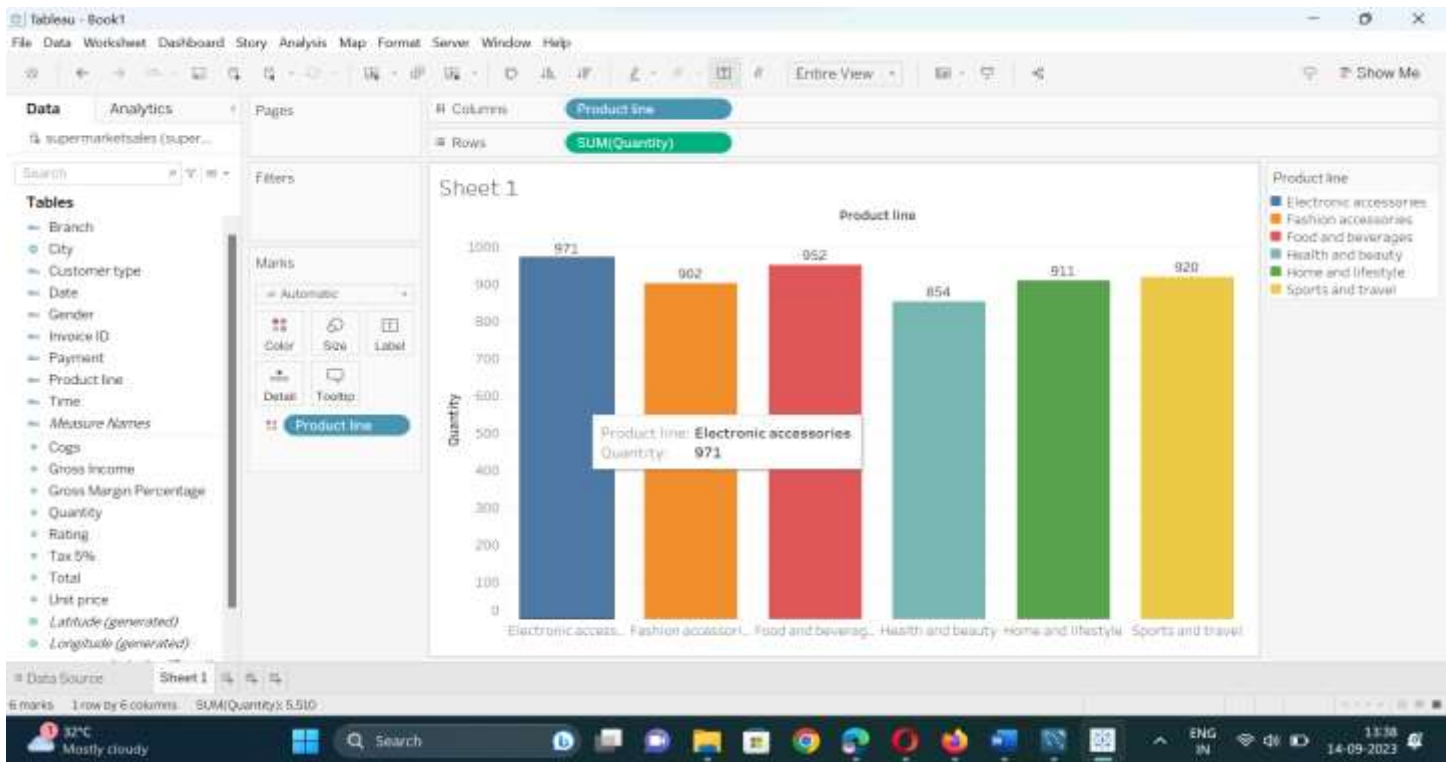 Tableau - Book1
File Data Worksheet Dashboard Story Analysis Map Format Server Window Help
Entire View
Show Me
Data Analytics
Pages
Columns
Product line
supermarketsales (super...
Rows
SUM(Quantity)
Search
Filters
Tables
Branch
City
Customer type
Date
Gender
Invoice ID
Payment
Product line
Time
Measure Names
Cogs
Gross Income
Gross Margin Percentage
Quantity
Rating
Tax 5%
Total
Unit price
Latitude (generated)
Longitude (generated)
Marks
Automatic
Color Size Label
Detail Tooltip
Product line
Sheet 1
Product line
1000
900
800
700
600
500
400
300
200
100
0
Quantity
971 902 952 854 911 920
Product line: Electronic accessories
Quantity: 971
Electronic access.. Fashion accessori.. Food and beverag.. Health and beauty Home and lifestyle Sports and travel
Product line
Electronic accessories
Fashion accessories
Food and beverages
Health and beauty
Home and lifestyle
Sports and travel
Data Source Sheet 1
6 marks 1 row by 6 columns SUM(Quantity): 5,510
1
32°C
Mostly cloudy
Search
ENG
IN
13:38
14-09-2023